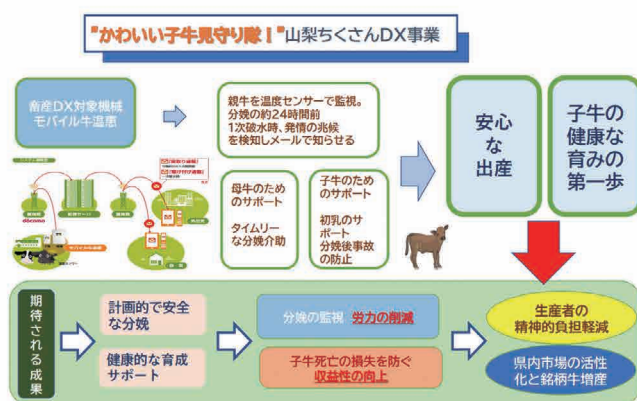 "かわいい子牛見守り隊！"山梨ちくさんDX事業
畜産DX対象機械
モバイル牛温恵
親牛を温度センサーで監視。
分娩の約24時間前
1次破水時、発情の兆候
を検知しメールで知らせる
母牛のため
のサポート
タイムリー
な分娩介助
子牛のため
のサポート
初乳のサ
ポート
分娩後事故
の防止
安心
な
出産
子牛の
健康な
育みの
第一歩
döcomo
期待される成果
計画的で安全
な分娩
健康的な育成
サポート
分娩の監視 労力の削減
子牛死亡の損失を防ぐ
収益性の向上
生産者の
精神的負担軽減
県内市場の活性
化と銘柄牛増産